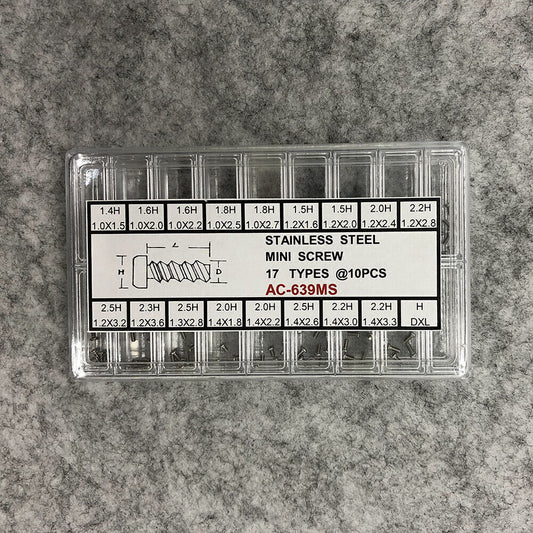 1.4H 1.6H 1.6H 1.8H 1.8H 1.5H 1.5H 2.0H 2.2H
1.0X1.5 1.0X2.0 1.0X2.2 1.0X2.5 1.0X2.7 1.2X1.6 1.2X2.0 1.2X2.4 1.2X2.8
L
H
D
STAINLESS STEEL
MINI SCREW
17 TYPES @10PCS
AC-639MS
2.5H 2.3H 2.5H 2.0H 2.0H 2.5H 2.2H 2.2H H
1.2X3.2 1.2X3.6 1.3X2.8 1.4X1.8 1.4X2.2 1.4X2.6 1.4X3.0 1.4X3.3 DXL